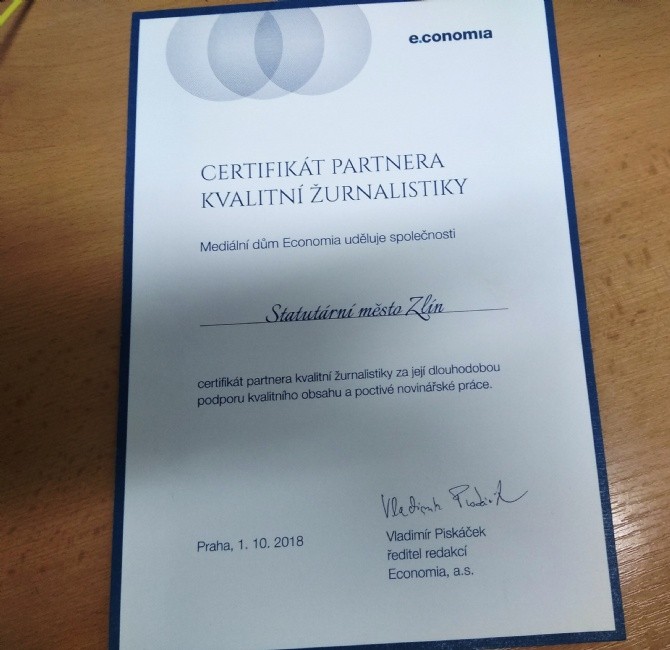 e.conomia
CERTIFIKÁT PARTNERA
KVALITNÍ ŽURNALISTIKY
Mediální dům Economia uděluje společnosti
Statutární město Zlín
certifikát partnera kvalitní žurnalistiky za její dlouhodobou
podporu kvalitního obsahu a poctivé novinářské práce.
Praha, 1. 10. 2018
Vladimír Piskáček
ředitel redakcí
Economia, a.s.